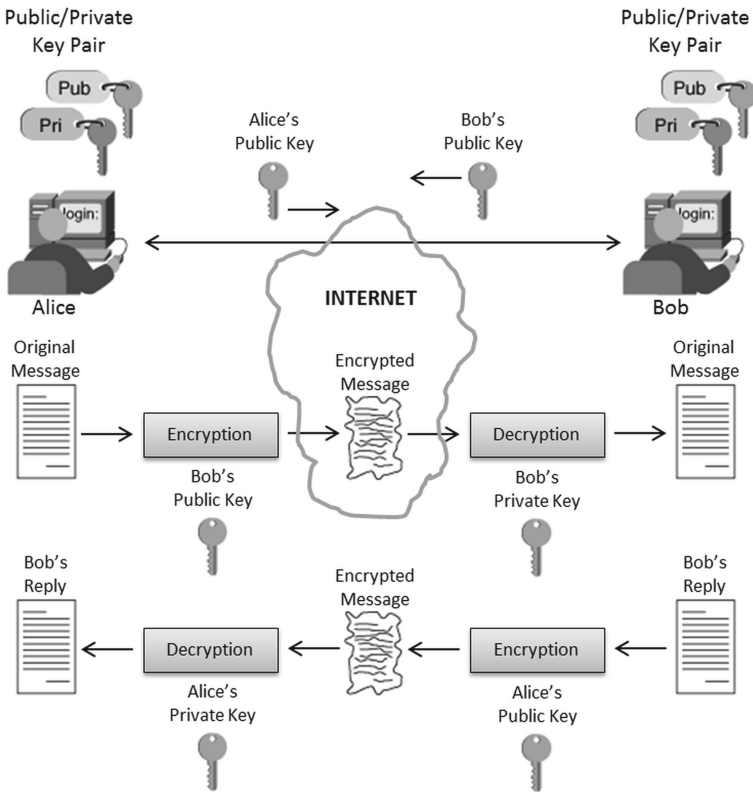 Public/Private
Key Pair
Pub
Pri
login:
Alice
Alice's
Public Key
Bob's
Public Key
Public/Private
Key Pair
Pub
Pri
login:
Bob
INTERNET
Original
Message
Encryption
Bob's
Public Key
Encrypted
Message
Decryption
Bob's
Private Key
Original
Message
Bob's
Reply
Decryption
Alice's
Private Key
Encrypted
Message
Encryption
Alice's
Public Key
Bob's
Reply